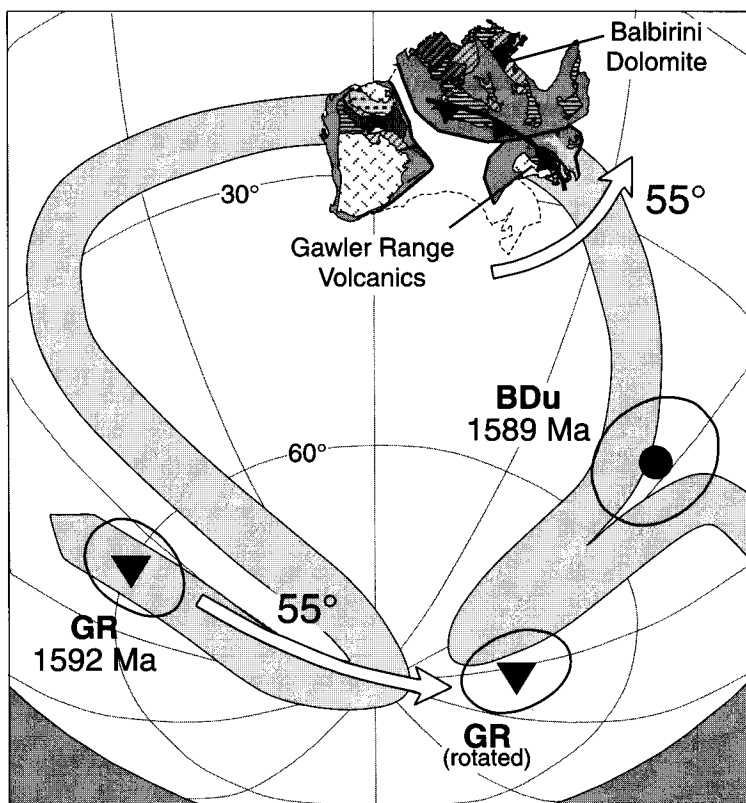 Balbirini
Dolomite
30°
55°
Gawler Range
Volcanics
BDu
1589 Ma
60°
55°
GR
1592 Ma
GR
(rotated)